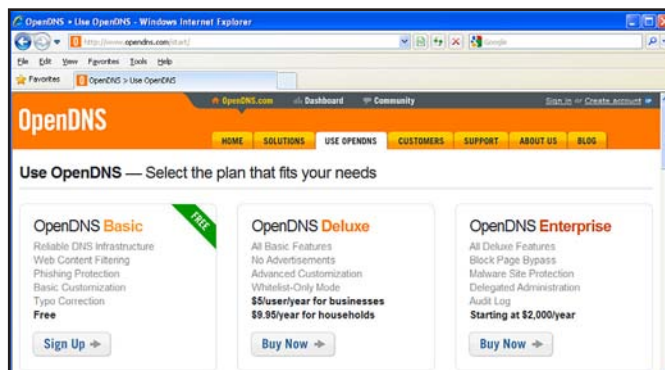 OpenDNS > Use OpenDNS - Windows Internet Explorer
http://www.opendns.com/start/
Google
File Edit View Favorites Tools Help
Favorites OpenDNS > Use OpenDNS
OpenDNS.com Dashboard Community Sign in or Create account
OpenDNS
HOME SOLUTIONS USE OPENDNS CUSTOMERS SUPPORT ABOUT US BLOG
Use OpenDNS — Select the plan that fits your needs
OpenDNS Basic
FREE
Reliable DNS Infrastructure
Web Content Filtering
Phishing Protection
Basic Customization
Typo Correction
Free
Sign Up
OpenDNS Deluxe
All Basic Features
No Advertisements
Advanced Customization
Whitelist-Only Mode
$5/user/year for businesses
$9.95/year for households
Buy Now
OpenDNS Enterprise
All Deluxe Features
Block Page Bypass
Malware Site Protection
Delegated Administration
Audit Log
Starting at $2,000/year
Buy Now